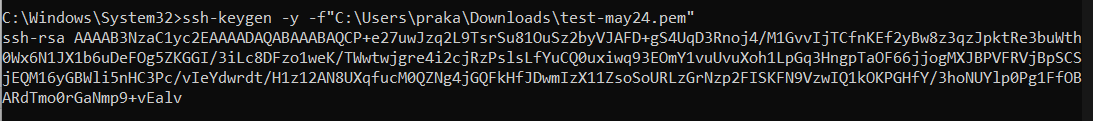 C:\Windows\System32>ssh-keygen -y -f"C:\Users\praka\Downloads\test-may24.pem"
ssh-rsa AAAAB3NzaC1yc2EAAAADAQABAAABAQCP+e27uwJzq2L9TsrSu81OuSz2byVJAFD+gS4UqD3Rnoj4/M1GvvIjTCfnKEf2yBw8z3qzJpktRe3buWth
0Wx6N1JX1b6uDeFOg5ZKGGI/3iLc8DFzo1weK/TWwtwjgre4i2cjRzPslsLfYuCQ0uxiwq93EOmY1vuUvuXoh1LpGq3HngpTaOF66jjogMXJBPVFRVjBpSCS
jEQM16yGBWli5nHC3Pc/vIeYdwrdt/H1z12AN8UXqfucM0QZNg4jGQFkHfJDwmIzX11ZsoSoURLzGrNzp2FISKFN9VzwIQ1kOKPGHfY/3hoNUYlp0Pg1FfOB
ARdTmo0rGaNmp9+vEalv